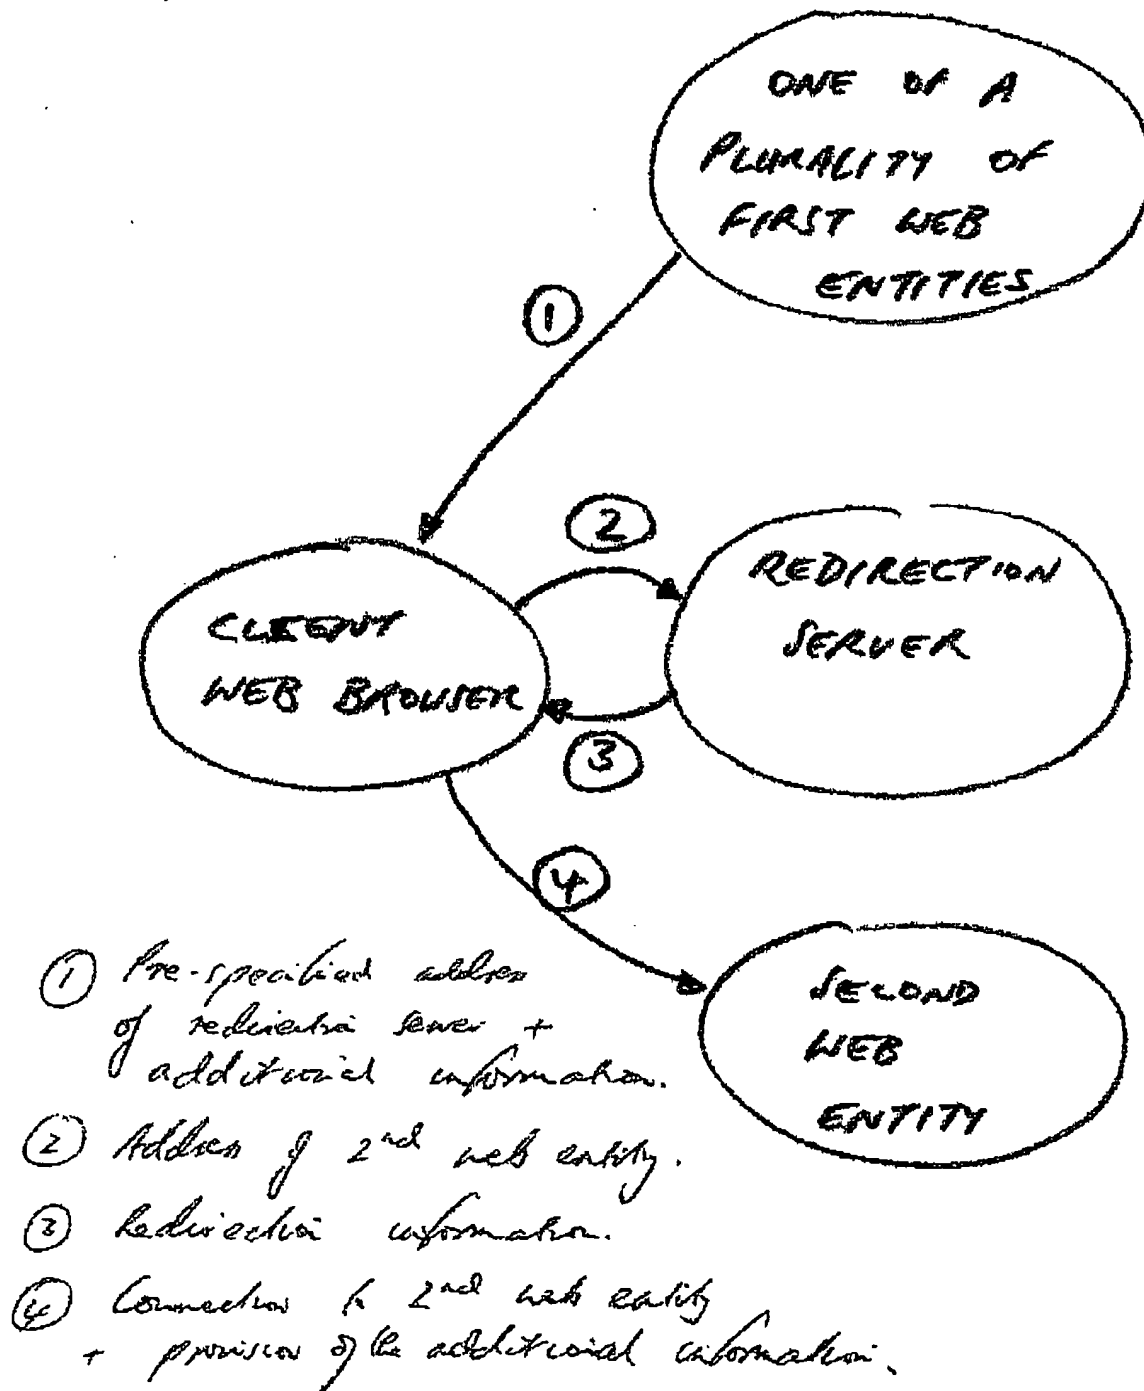 ONE OF A
PLURALITY OF
FIRST WEB
ENTITIES
①
②
REDIRECTION
SERVER
CLIENT
WEB BROWSER
③
④
SECOND
WEB
ENTITY
① Pre-specified address
of redirection server +
additional information.
② Address of 2nd web entity.
③ Redirection information.
④ Connection to 2nd web entity
+ provision of the additional information.